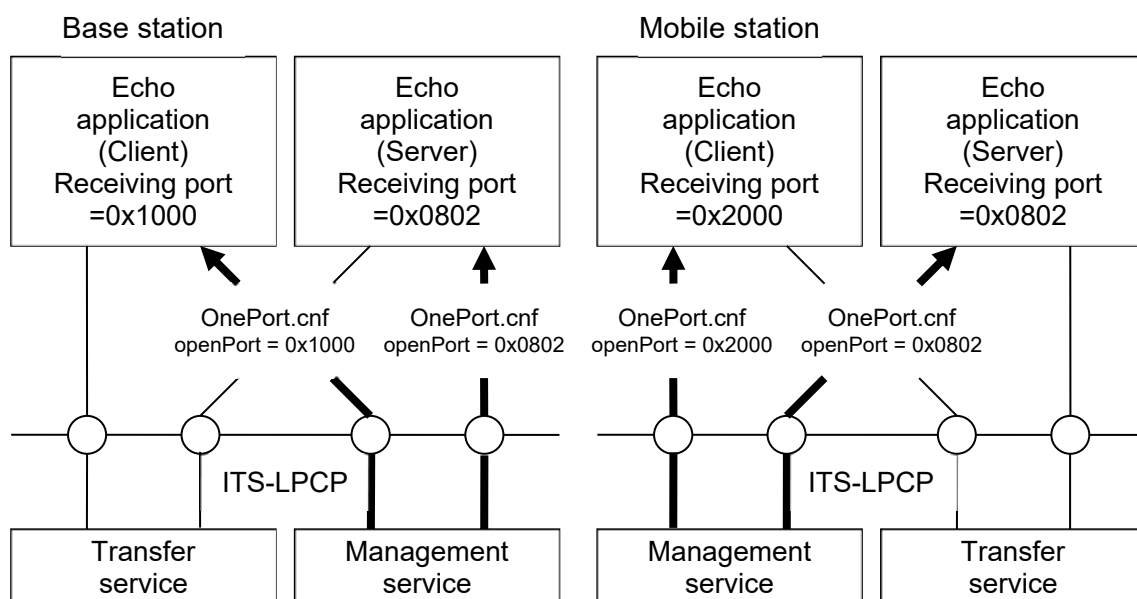 Base station
Mobile station
Echo
application
(Client)
Receiving port
=0x1000
Echo
application
(Server)
Receiving port
=0x0802
Echo
application
(Client)
Receiving port
=0x2000
Echo
application
(Server)
Receiving port
=0x0802
OnePort.cnf
openPort = 0x1000
OnePort.cnf
openPort = 0x0802
OnePort.cnf
openPort = 0x2000
OnePort.cnf
openPort = 0x0802
ITS-LPCP
ITS-LPCP
Transfer
service
Management
service
Management
service
Transfer
service